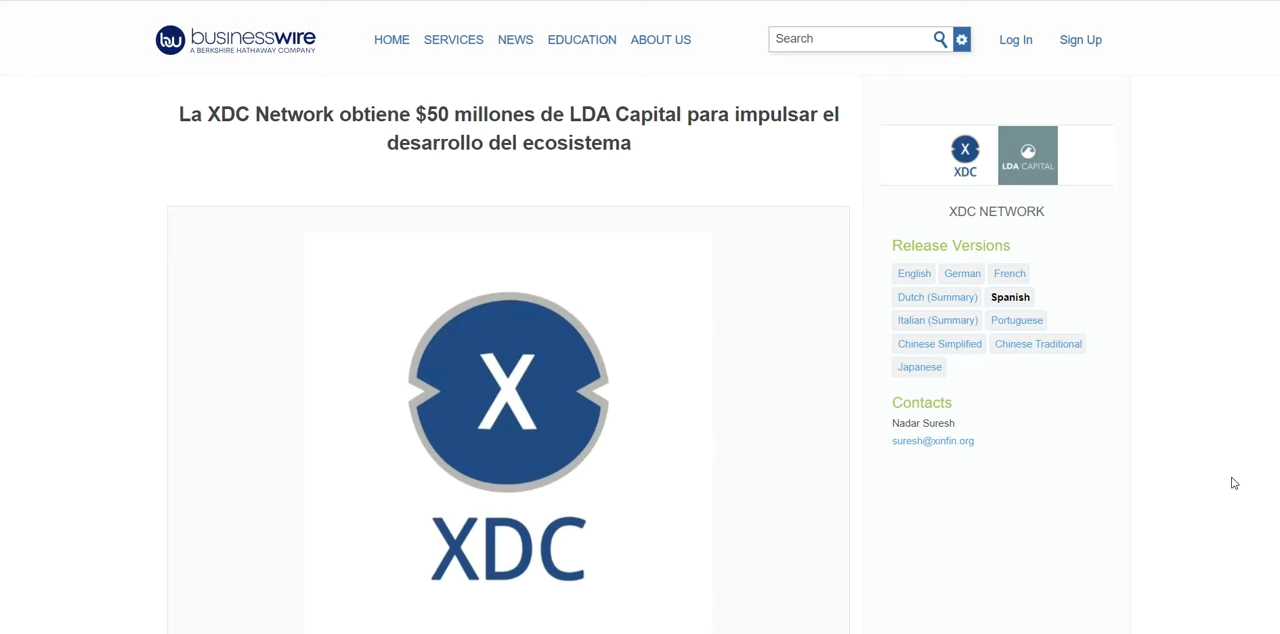 businesswire
A BERKSHIRE HATHAWAY COMPANY
HOME SERVICES NEWS EDUCATION ABOUT US
Search
Log In Sign Up
La XDC Network obtiene $50 millones de LDA Capital para impulsar el
desarrollo del ecosistema
X
XDC
X
XDC
LDA CAPITAL
XDC NETWORK
Release Versions
English German French
Dutch (Summary) Spanish
Italian (Summary) Portuguese
Chinese Simplified Chinese Traditional
Japanese
Contacts
Nadar Suresh
suresh@xinfin.org